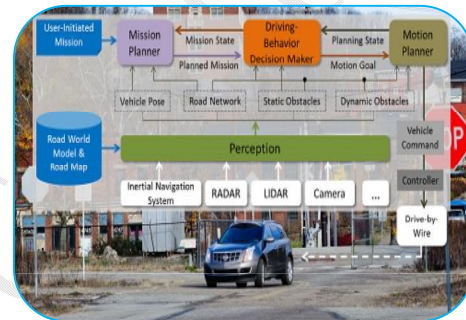 User-Initiated
Mission
Mission
Planner
Mission State
Planned Mission
Driving-
Behavior
Decision Maker
Planning State
Motion Goal
Motion
Planner
Vehicle Pose
Road Network
Static Obstacles
Dynamic Obstacles
Road World
Model &
Road Map
Perception
Vehicle
Command
Controller
Inertial Navigation
System
RADAR
LIDAR
Camera
...
Drive-by-
Wire